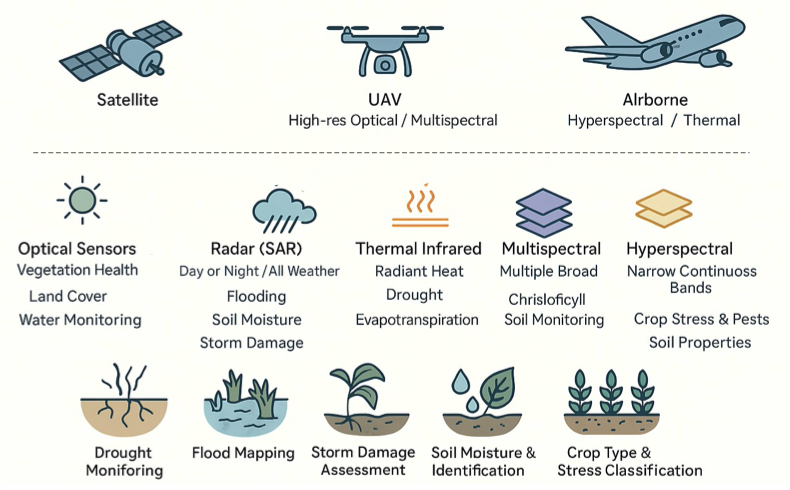 Satellite
UAV
High-res Optical / Multispectral
AIrborne
Hyperspectral / Thermal
Optical Sensors
Vegetation Health
Land Cover
Water Monitoring
Radar (SAR)
Day or Night / All Weather
Flooding
Soil Moisture
Storm Damage
Thermal Infrared
Radiant Heat
Drought
Evapotranspiration
Multispectral
Multiple Broad
Chrisloficyll
Soil Monitoring
Hyperspectral
Narrow Continuoss
Bands
Crop Stress & Pests
Soil Properties
Drought
Moniforing
Flood Mapping
Storm Damage
Assessment
Soil Moisture &
Identification
Crop Type &
Stress Classification